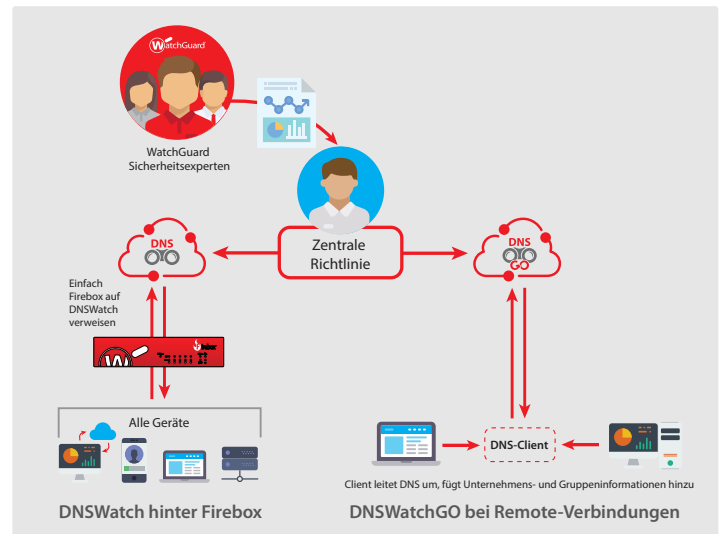 WatchGuard
WatchGuard
Sicherheitsexperten
Zentrale
Richtlinie
DNS
DNS
GO
Einfach
Firebox auf
DNSWatch
verweisen
Alle Geräte
DNS-Client
Client leitet DNS um, fügt Unternehmens- und Gruppeninformationen hinzu
DNSWatch hinter Firebox
DNSWatchGO bei Remote-Verbindungen